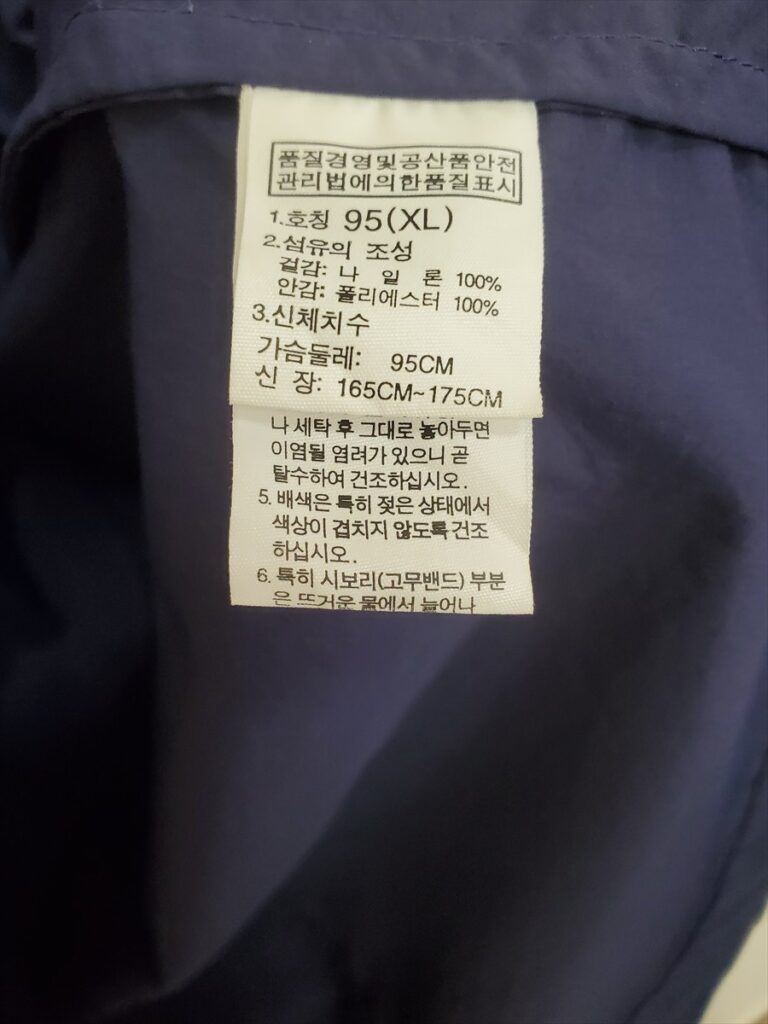 품질경영및공산품안전
관리법에의한품질표시
1.호칭 95(XL)
2.섬유의 조성
겉감: 나 일 론 100%
안감: 폴리에스터 100%
3.신체치수
가슴둘레: 95CM
신 장: 165CM~175CM
나 세탁 후 그대로 놓아두면
이염될 염려가 있으니 곧
탈수하여 건조하십시오.
5. 배색은 특히 젖은 상태에서
색상이 겹치지 않도록 건조
하십시오.
6. 특히 시보리(고무밴드) 부분
은 뜨거운 물에서 늘어나